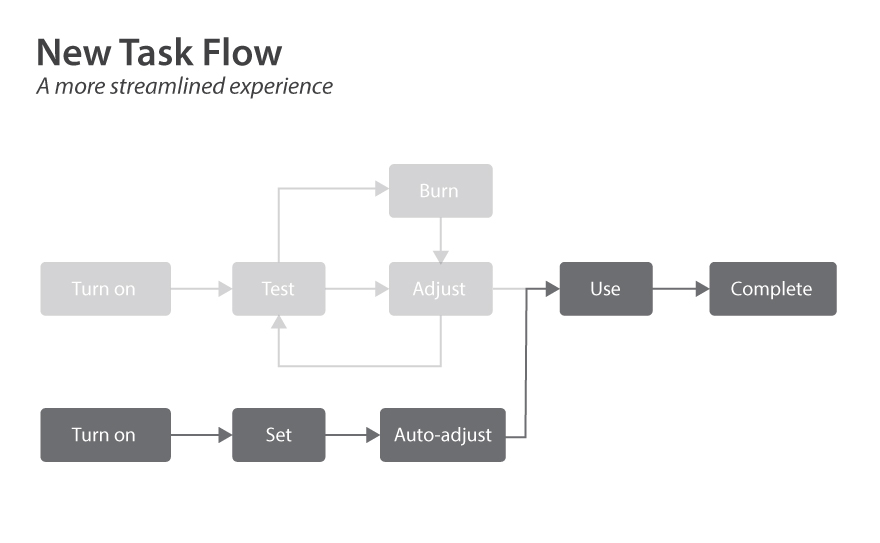 New Task Flow
A more streamlined experience
Burn
Turn on
Test
Adjust
Use
Complete
Turn on
Set
Auto-adjust